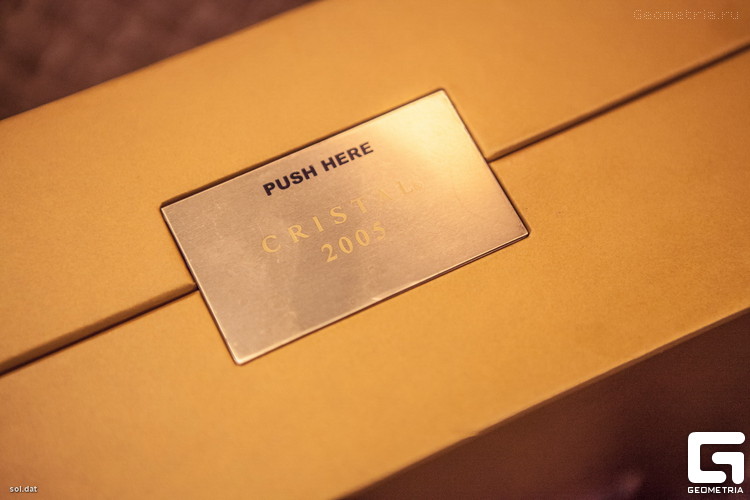 Geometria.ru
PUSH HERE
CRISTAL
2005
sol.dat
GEOMETRIA